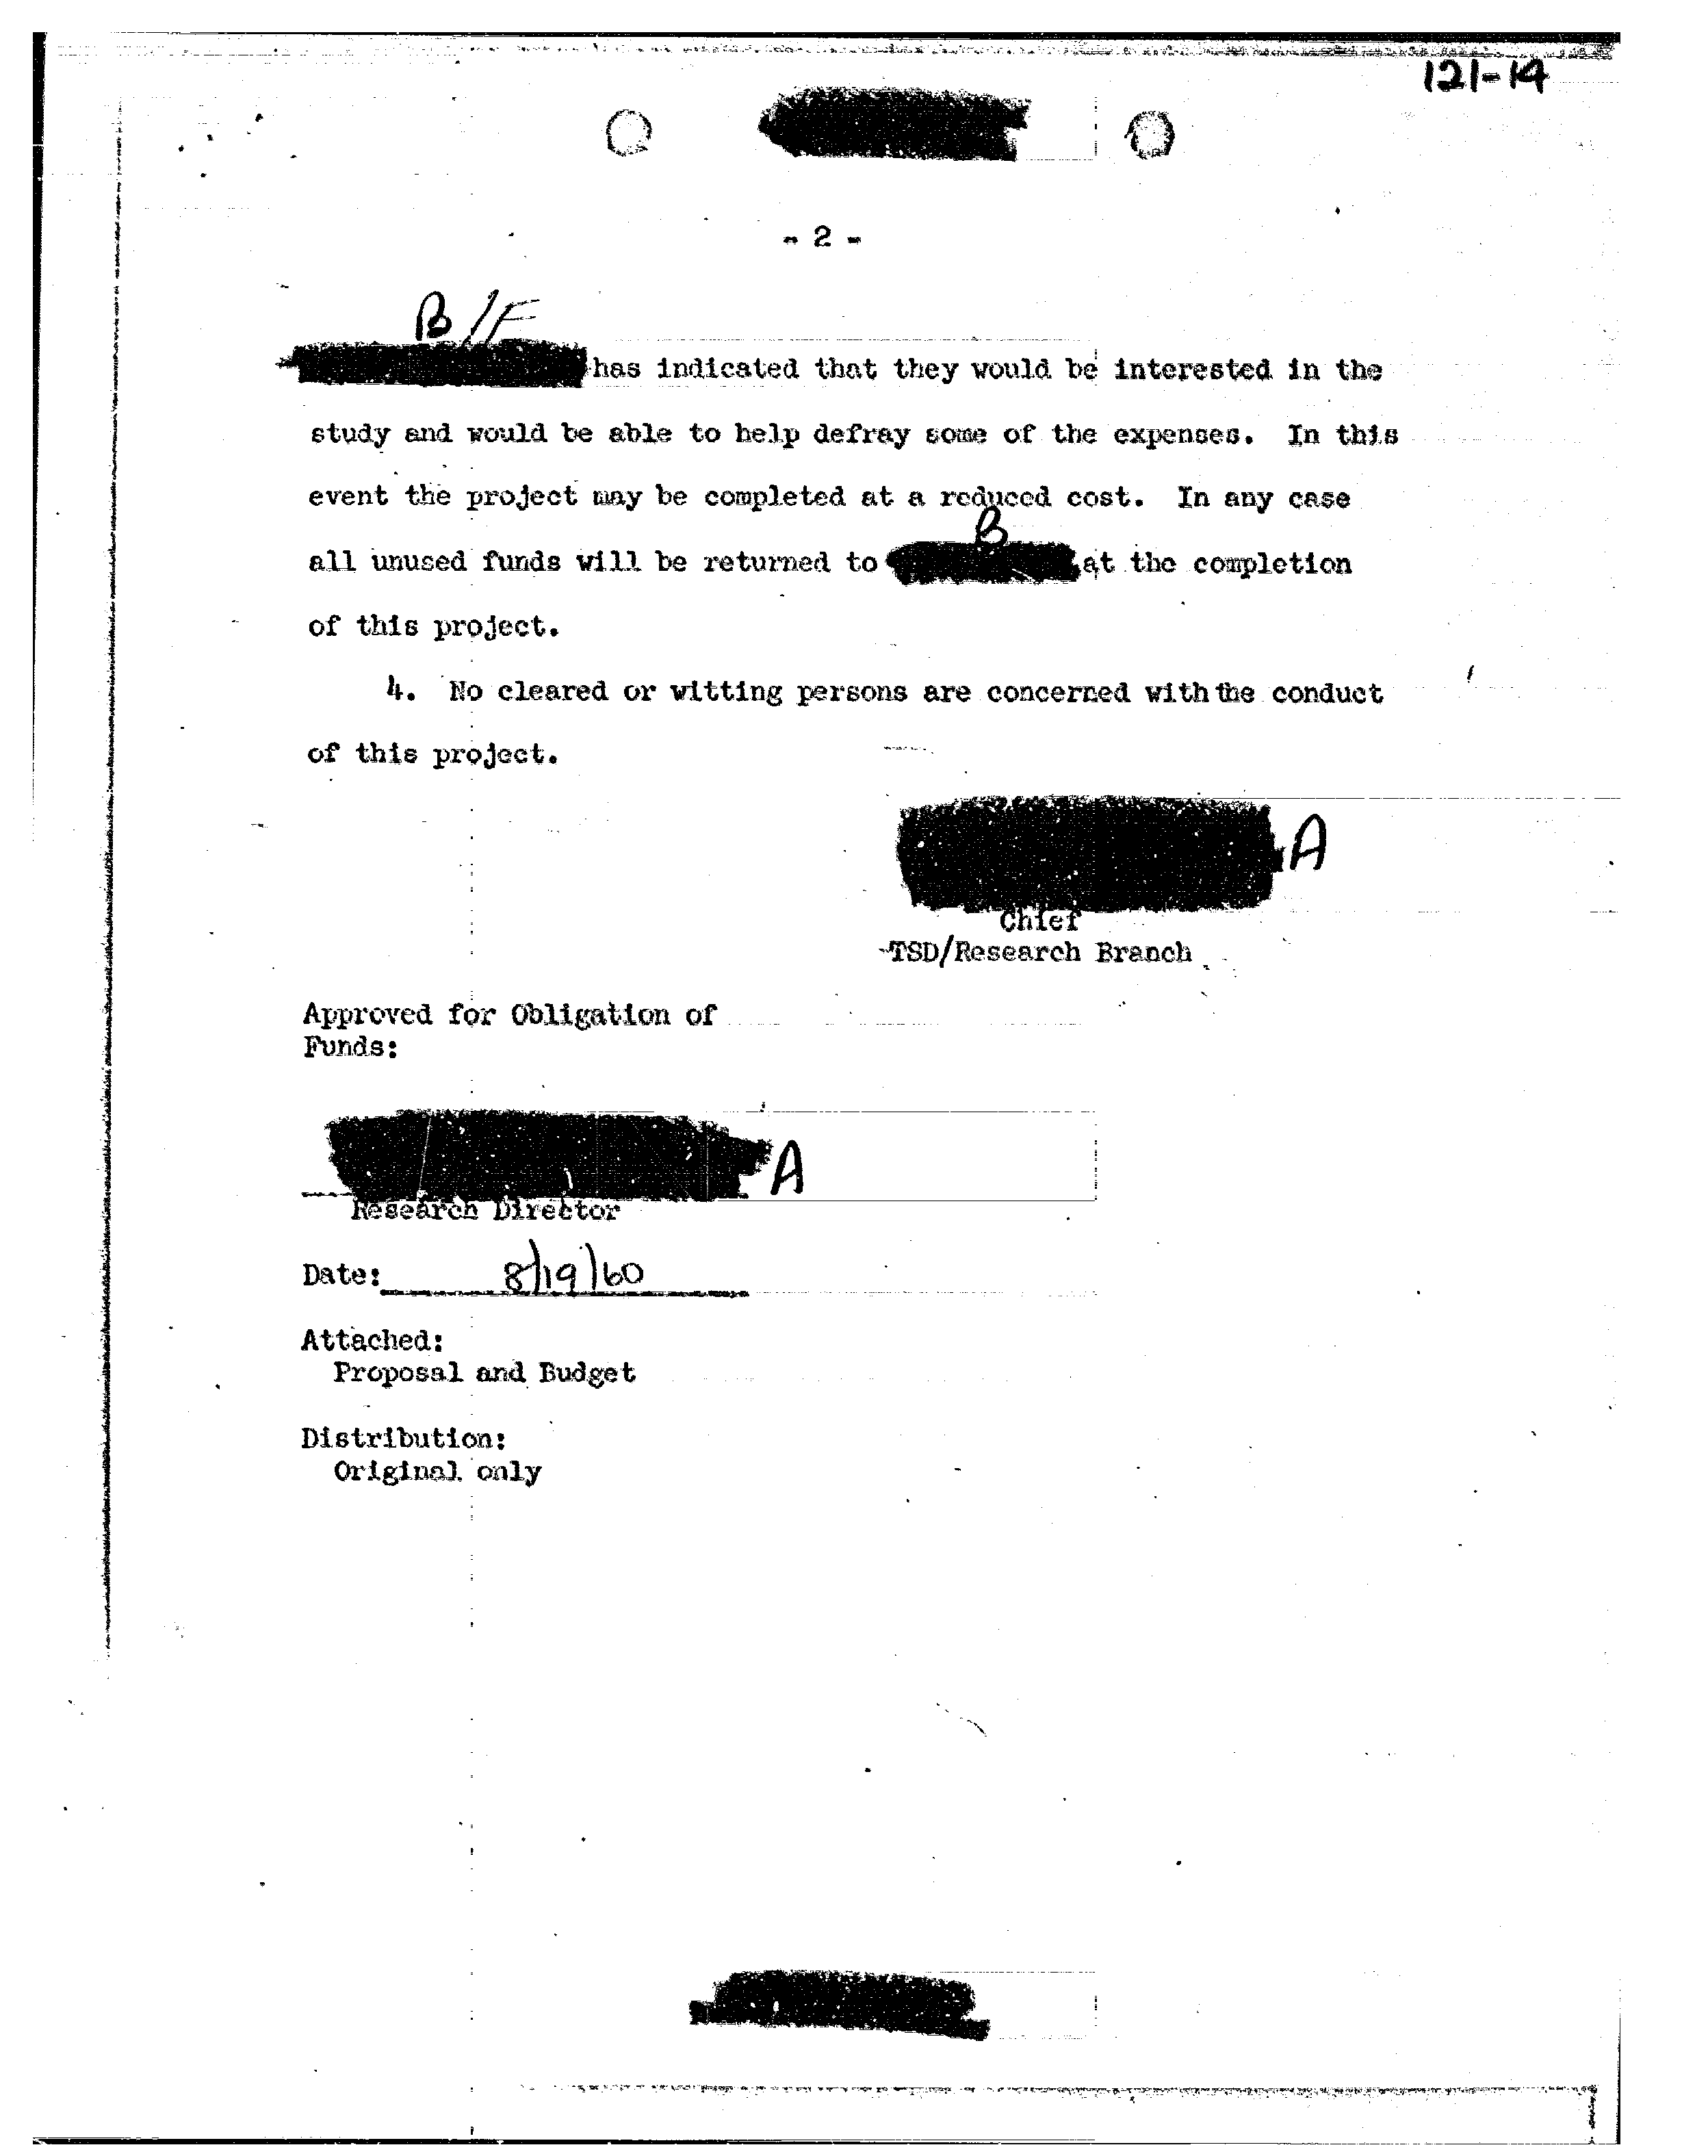 121-14
- 2 -
B/F
has indicated that they would be interested in the
study and would be able to help defray some of the expenses. In this
event the project may be completed at a reduced cost. In any case
B
all unused funds will be returned to at the completion
of this project.
4. No cleared or witting persons are concerned with the conduct
of this project.
A
Chief
TSD/Research Branch
Approved for Obligation of
Funds:
A
Research Director
Date: 8/19/60
Attached:
Proposal and Budget
Distribution:
Original only